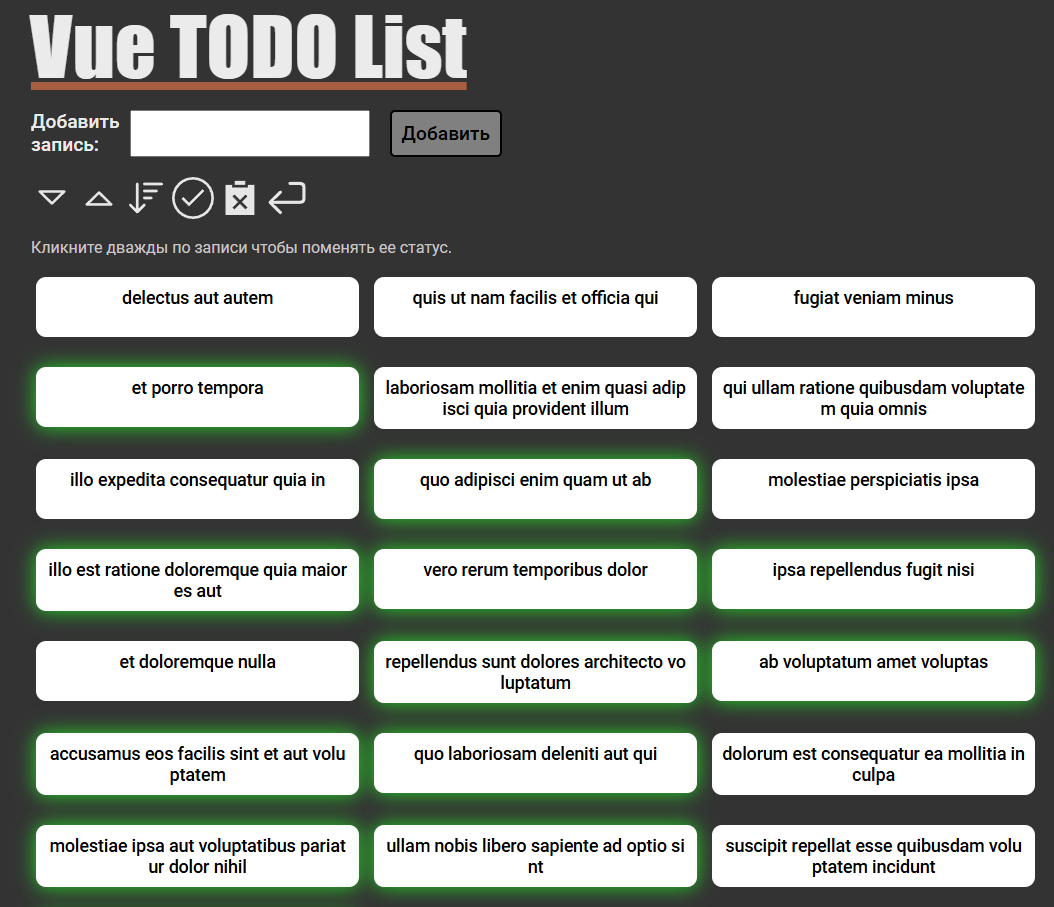 Vue TODO List
Добавить
запись:
Добавить
Кликните дважды по записи чтобы поменять ее статус.
delectus aut autem
quis ut nam facilis et officia qui
fugiat veniam minus
et porro tempora
laboriosam mollitia et enim quasi adip
isci quia provident illum
qui ullam ratione quibusdam voluptate
m quia omnis
illo expedita consequatur quia in
quo adipisci enim quam ut ab
molestiae perspiciatis ipsa
illo est ratione doloremque quia maior
es aut
vero rerum temporibus dolor
ipsa repellendus fugit nisi
et doloremque nulla
repellendus sunt dolores architecto vo
luptatum
ab voluptatum amet voluptas
accusamus eos facilis sint et aut volu
ptatem
quo laboriosam deleniti aut qui
dolorum est consequatur ea mollitia in
culpa
molestiae ipsa aut voluptatibus pariat
ur dolor nihil
ullam nobis libero sapiente ad optio si
nt
suscipit repellat esse quibusdam volu
ptatem incidunt